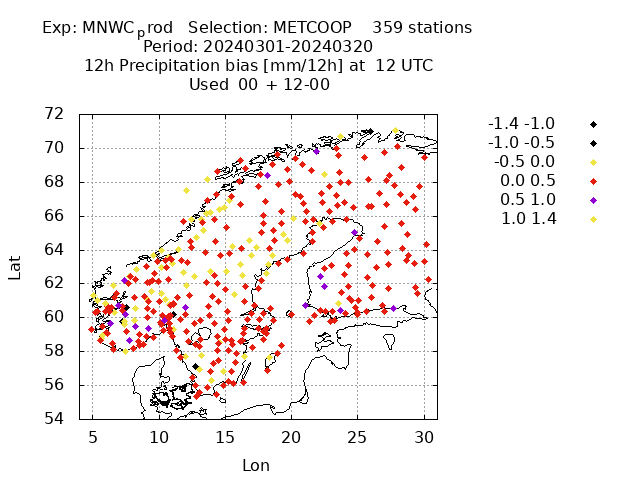 Exp: MNWCprod   Selection: METCOOP    359 stations
Period: 20240301-20240320
12h Precipitation bias [mm/12h] at  12 UTC
Used  00 + 12-00
72
70
68
66
64
62
60
58
56
54
5 10 15 20 25 30
Lat
Lon
-1.4 -1.0
-1.0 -0.5
-0.5 0.0
0.0 0.5
0.5 1.0
1.0 1.4